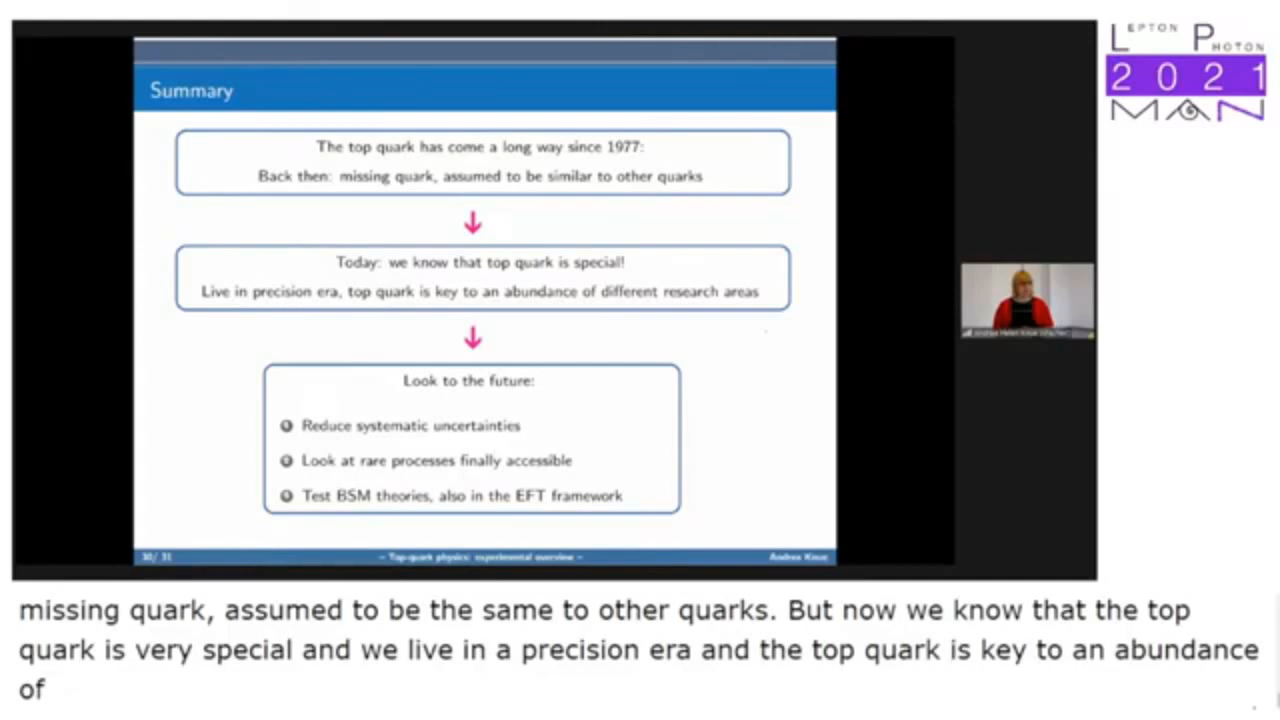 LEPTON PHOTON
2021
MAN
Summary
The top quark has come a long way since 1977:
Back then: missing quark, assumed to be similar to other quarks
Today: we know that top quark is special!
Live in precision era, top quark is key to an abundance of different research areas
Look to the future:
Reduce systematic uncertainties
Look at rare processes finally accessible
Test BSM theories, also in the EFT framework
30/ 31
– Top-quark physics: experimental overview –
Andrea Knue
missing quark, assumed to be the same to other quarks. But now we know that the top
quark is very special and we live in a precision era and the top quark is key to an abundance
of